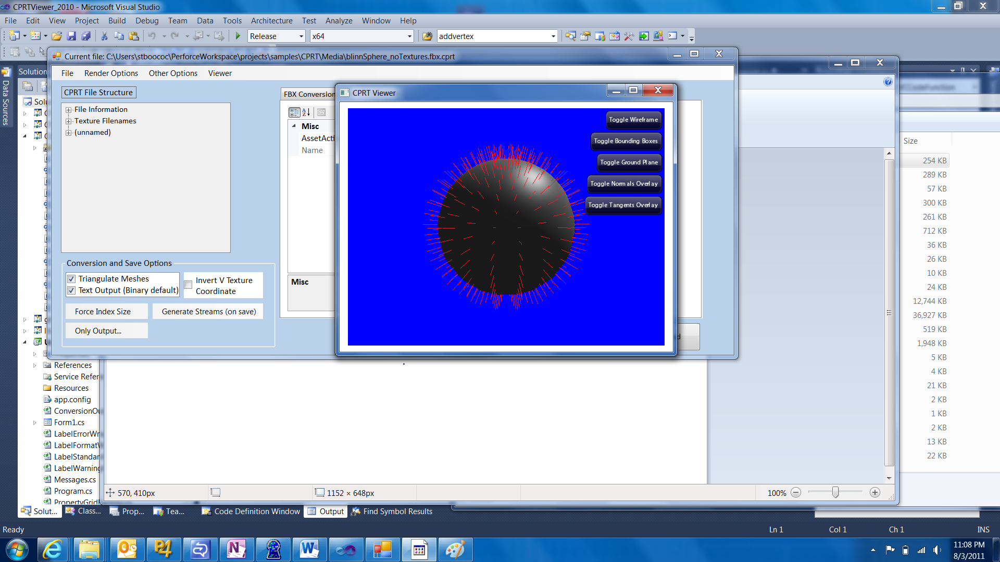 CPRTViewer_2010 - Microsoft Visual Studio
File Edit View Project Build Debug Team Data Tools Architecture Test Analyze Window Help
Release x64 addvertex
Current file: C:\Users\stboococ\PerforceWorkspace\projects\samples\CPRT\Media\blinnSphere_noTextures.fbx.cprt
File Render Options Other Options Viewer
Data Sources
Solution
Solu
CPRT File Structure
File Information
Texture Filenames
(unnamed)
FBX Conversion
Misc
AssetActi
Name
Misc
CPRT Viewer
Toggle Wireframe
Toggle Bounding Boxes
Toggle Ground Plane
Toggle Normals Overlay
Toggle Tangents Overlay
Conversion and Save Options
Triangulate Meshes
Text Output (Binary default)
Invert V Texture
Coordinate
Force Index Size
Generate Streams (on save)
Only Output...
d
Size
254 KB
289 KB
57 KB
300 KB
261 KB
712 KB
36 KB
26 KB
10 KB
24 KB
12,744 KB
36,927 KB
519 KB
1,948 KB
5 KB
4 KB
21 KB
2 KB
1 KB
2 KB
13 KB
22 KB
References
Service Refer
Resources
app.config
ConversionOu
Form1.cs
LabelErrorWr
LabelFormatW
LabelStandar
LabelWarning
Messages.cs
Program.cs
PropertyGridE
570, 410px
1152 × 648px
100%
Solut... Class... Prop... Tea... Code Definition Window Output Find Symbol Results
Ready
Ln 1 Col 1 Ch 1 INS
11:08 PM
8/3/2011